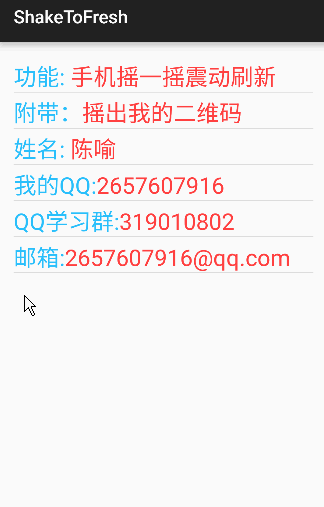 ShakeToFresh
功能: 手机摇一摇震动刷新
附带：摇出我的二维码
姓名: 陈喻
我的QQ:2657607916
QQ学习群:319010802
邮箱:2657607916@qq.com